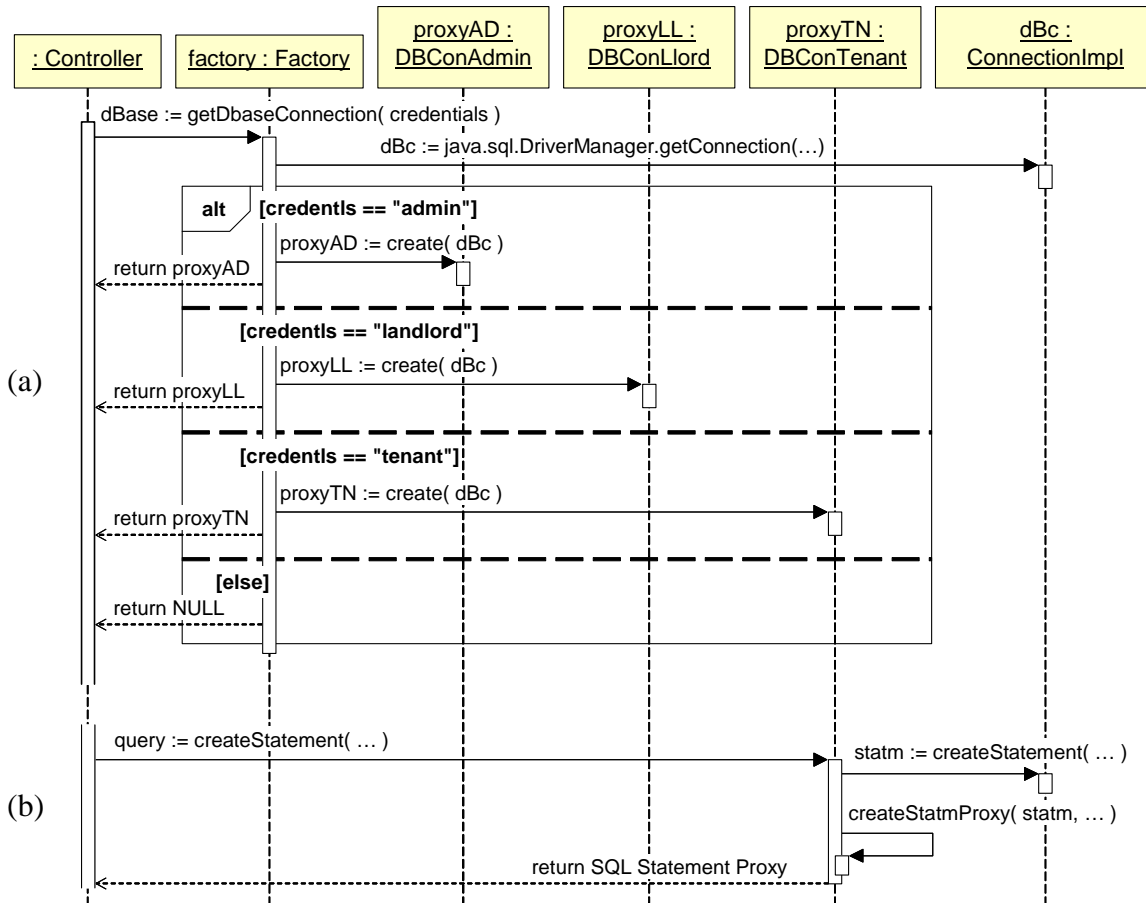 : Controller
factory : Factory
proxyAD :
DBConAdmin
proxyLL :
DBConLlord
proxyTN :
DBConTenant
dBc :
ConnectionImpl
dBase := getDbaseConnection( credentials )
dBc := java.sql.DriverManager.getConnection(…)
alt
[credentls == "admin"]
proxyAD := create( dBc )
return proxyAD
[credentls == "landlord"]
proxyLL := create( dBc )
(a)
return proxyLL
[credentls == "tenant"]
proxyTN := create( dBc )
return proxyTN
[else]
return NULL
query := createStatement( … )
statm := createStatement( … )
(b)
createStatmProxy( statm, … )
return SQL Statement Proxy